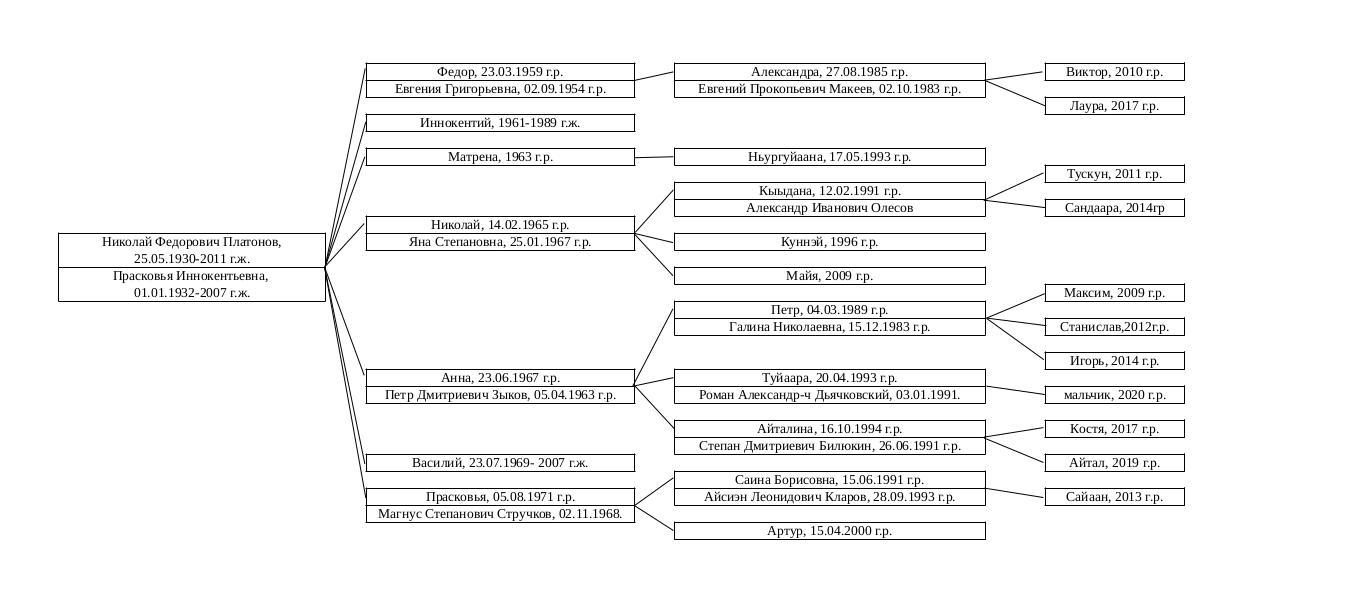 Николай Федорович Платонов,
25.05.1930-2011 г.ж.
Прасковья Иннокентьевна,
01.01.1932-2007 г.ж.
Федор, 23.03.1959 г.р.
Евгения Григорьевна, 02.09.1954 г.р.
Иннокентий, 1961-1989 г.ж.
Матрена, 1963 г.р.
Николай, 14.02.1965 г.р.
Яна Степановна, 25.01.1967 г.р.
Анна, 23.06.1967 г.р.
Петр Дмитриевич Зыков, 05.04.1963 г.р.
Василий, 23.07.1969- 2007 г.ж.
Прасковья, 05.08.1971 г.р.
Магнус Степанович Стручков, 02.11.1968.
Александра, 27.08.1985 г.р.
Евгений Прокопьевич Макеев, 02.10.1983 г.р.
Ньургуйаана, 17.05.1993 г.р.
Кыыдана, 12.02.1991 г.р.
Александр Иванович Олесов
Куннэй, 1996 г.р.
Майя, 2009 г.р.
Петр, 04.03.1989 г.р.
Галина Николаевна, 15.12.1983 г.р.
Туйаара, 20.04.1993 г.р.
Роман Александр-ч Дьячковский, 03.01.1991.
Айталина, 16.10.1994 г.р.
Степан Дмитриевич Билюкин, 26.06.1991 г.р.
Саина Борисовна, 15.06.1991 г.р.
Айсиэн Леонидович Кларов, 28.09.1993 г.р.
Артур, 15.04.2000 г.р.
Виктор, 2010 г.р.
Лаура, 2017 г.р.
Тускун, 2011 г.р.
Сандаара, 2014гр
Максим, 2009 г.р.
Станислав,2012г.р.
Игорь, 2014 г.р.
мальчик, 2020 г.р.
Костя, 2017 г.р.
Айтал, 2019 г.р.
Сайаан, 2013 г.р.